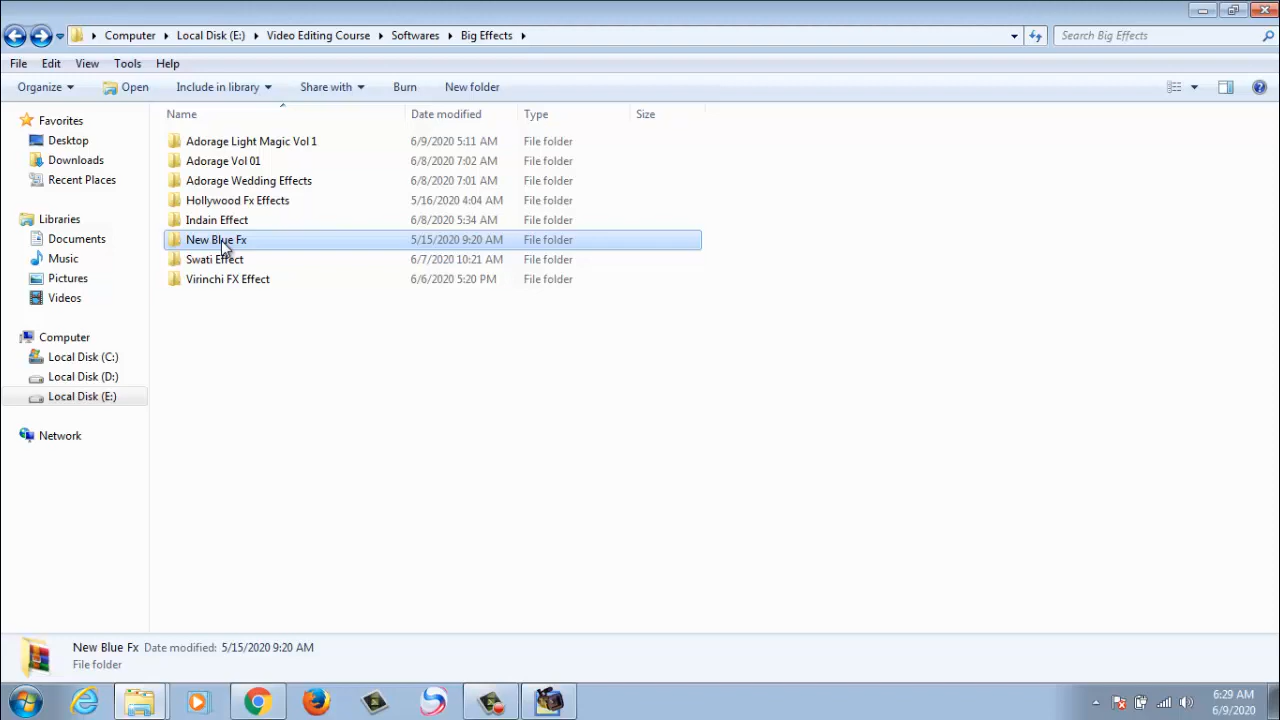 Computer Local Disk (E:) Video Editing Course Softwares Big Effects Search Big Effects
File Edit View Tools Help
Organize Open Include in library Share with Burn New folder
Name Date modified Type Size
Favorites
Desktop
Downloads
Recent Places
Libraries
Documents
Music
Pictures
Videos
Computer
Local Disk (C:)
Local Disk (D:)
Local Disk (E:)
Network
Adorage Light Magic Vol 1 6/9/2020 5:11 AM File folder
Adorage Vol 01 6/8/2020 7:02 AM File folder
Adorage Wedding Effects 6/8/2020 7:01 AM File folder
Hollywood Fx Effects 5/16/2020 4:04 AM File folder
Indain Effect 6/8/2020 5:34 AM File folder
New Blue Fx 5/15/2020 9:20 AM File folder
Swati Effect 6/7/2020 10:21 AM File folder
Virinchi FX Effect 6/6/2020 5:20 PM File folder
New Blue Fx Date modified: 5/15/2020 9:20 AM
File folder
6:29 AM
6/9/2020